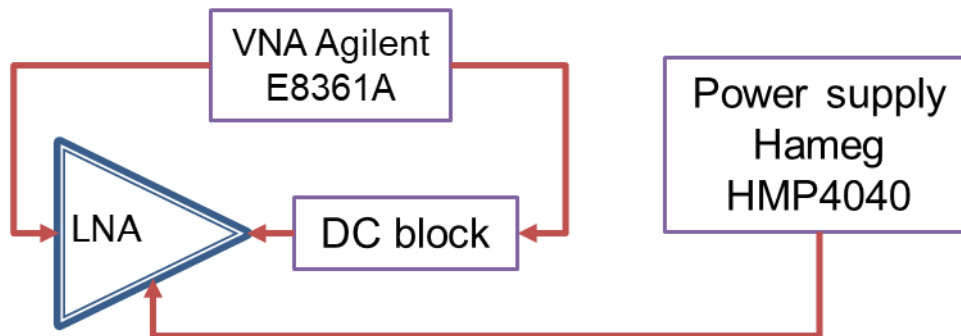 VNA Agilent
E8361A
Power supply
Hameg
HMP4040
LNA
DC block